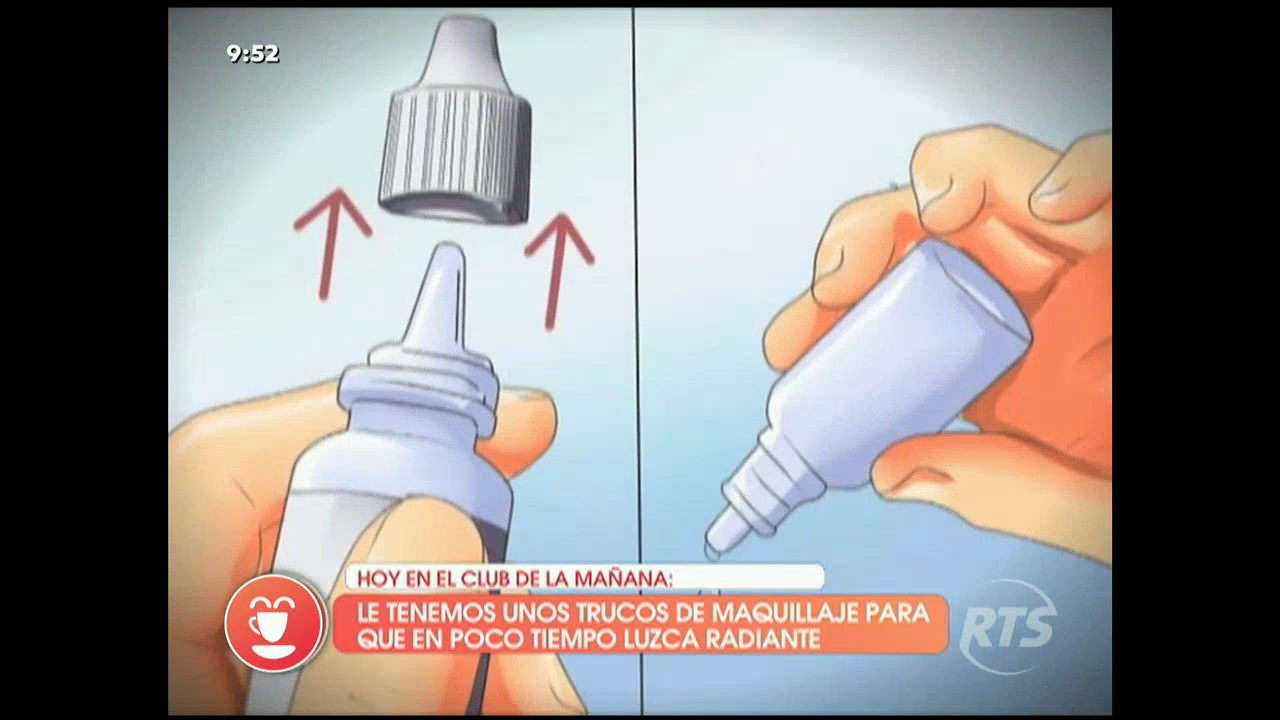 9:52
HOY EN EL CLUB DE LA MAÑANA:
LE TENEMOS UNOS TRUCOS DE MAQUILLAJE PARA
QUE EN POCO TIEMPO LUZCA RADIANTE
RTS